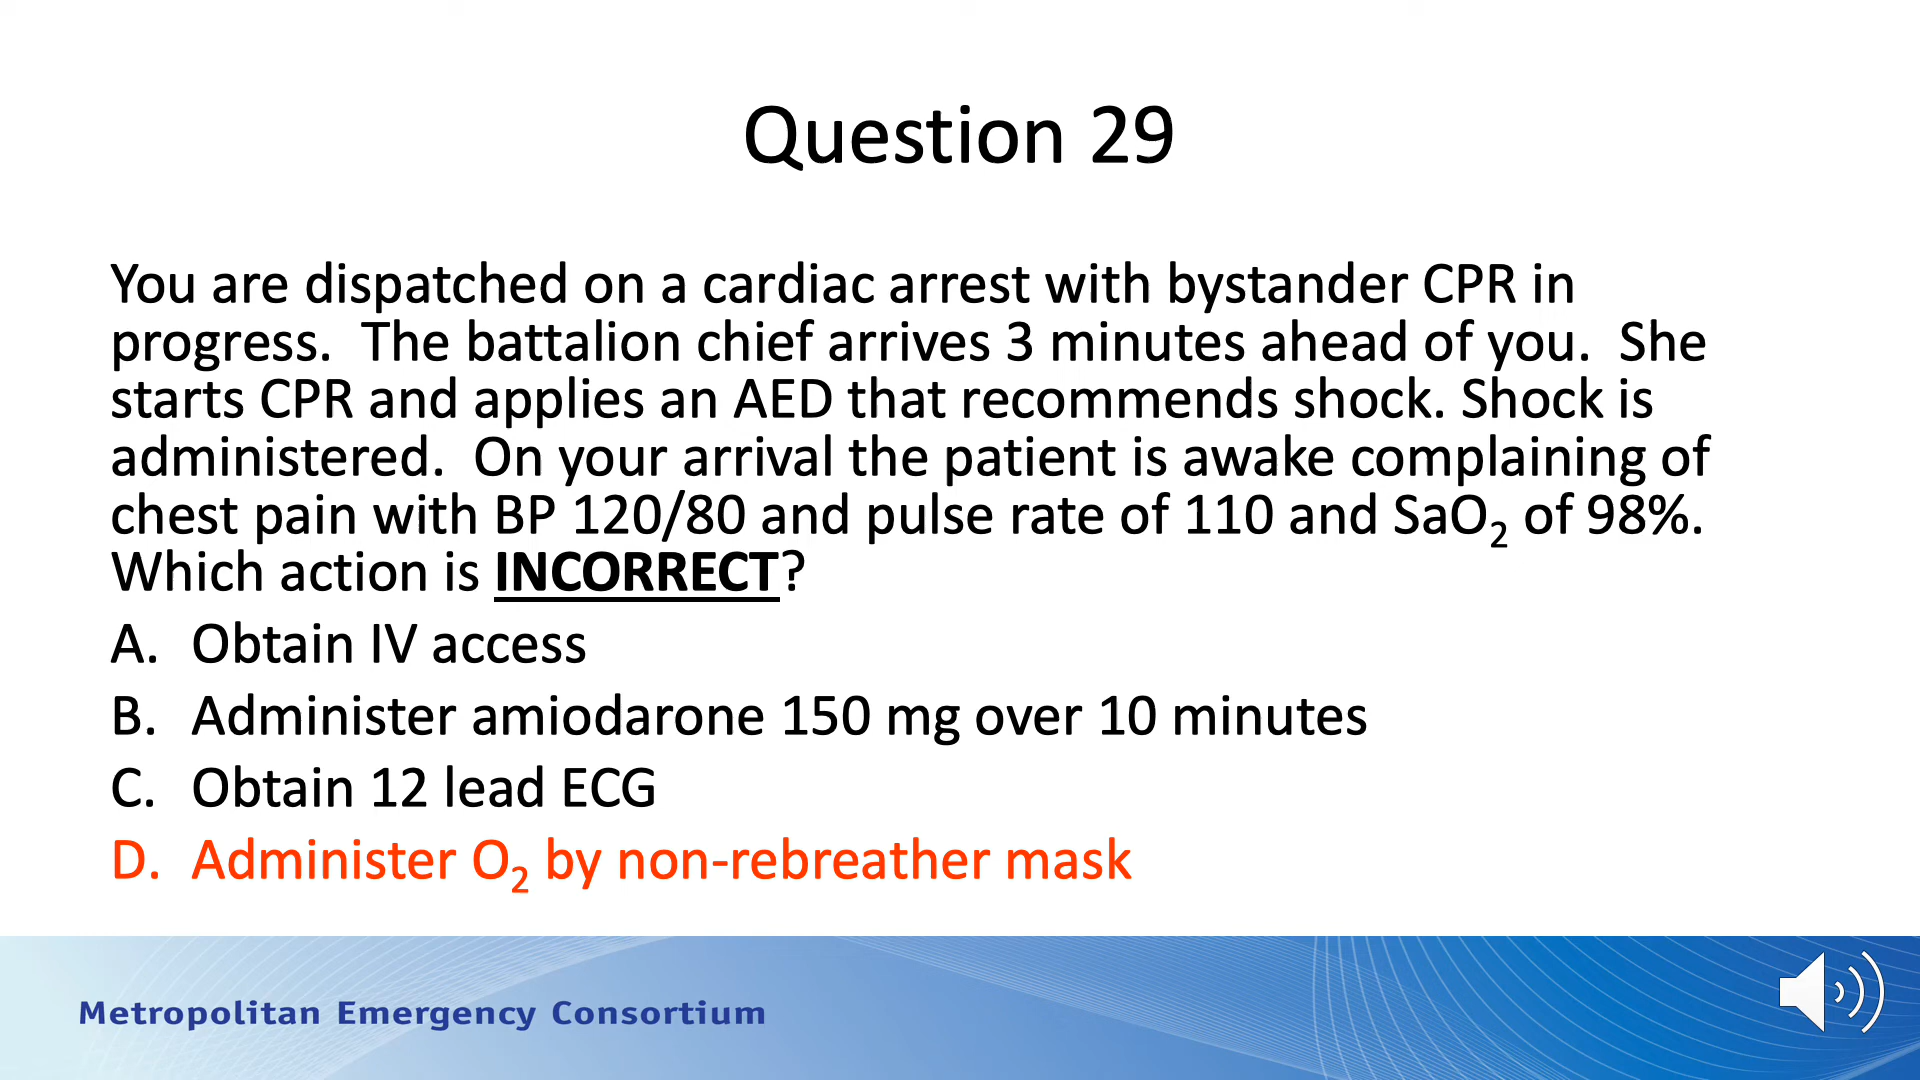 Question 29
You are dispatched on a cardiac arrest with bystander CPR in
progress.  The battalion chief arrives 3 minutes ahead of you.  She
starts CPR and applies an AED that recommends shock. Shock is
administered.  On your arrival the patient is awake complaining of
chest pain with BP 120/80 and pulse rate of 110 and SaO₂ of 98%.
Which action is INCORRECT?
A. Obtain IV access
B. Administer amiodarone 150 mg over 10 minutes
C. Obtain 12 lead ECG
D. Administer O₂ by non-rebreather mask
Metropolitan Emergency Consortium